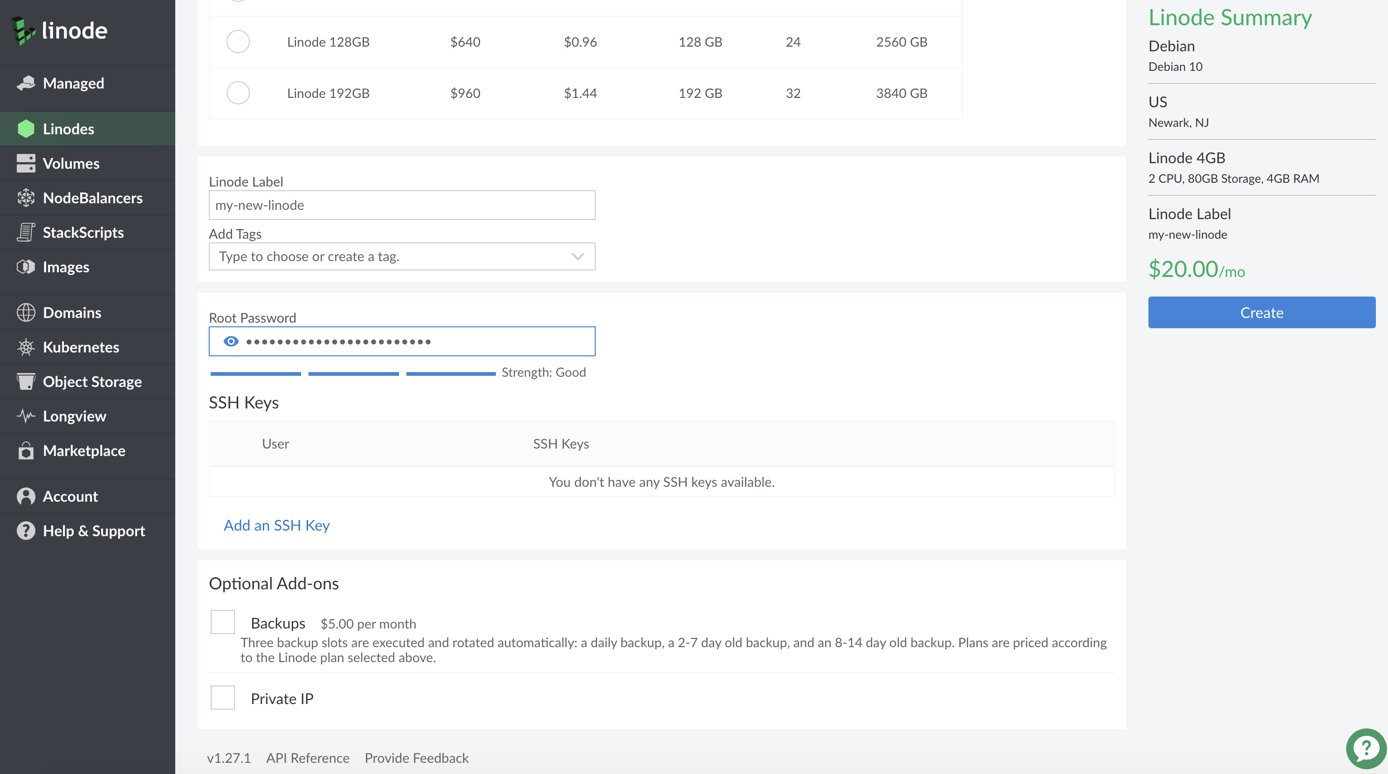 linode
Managed
Linodes
Volumes
NodeBalancers
StackScripts
Images
Domains
Kubernetes
Object Storage
Longview
Marketplace
Account
Help & Support
Linode 128GB $640 $0.96 128 GB 24 2560 GB
Linode 192GB $960 $1.44 192 GB 32 3840 GB
Linode Label
my-new-linode
Add Tags
Type to choose or create a tag.
Root Password
••••••••••••••••••••••••
Strength: Good
SSH Keys
User SSH Keys
You don't have any SSH keys available.
Add an SSH Key
Optional Add-ons
Backups $5.00 per month
Three backup slots are executed and rotated automatically: a daily backup, a 2-7 day old backup, and an 8-14 day old backup. Plans are priced according
to the Linode plan selected above.
Private IP
v1.27.1 API Reference Provide Feedback
Linode Summary
Debian
Debian 10
US
Newark, NJ
Linode 4GB
2 CPU, 80GB Storage, 4GB RAM
Linode Label
my-new-linode
$20.00/mo
Create